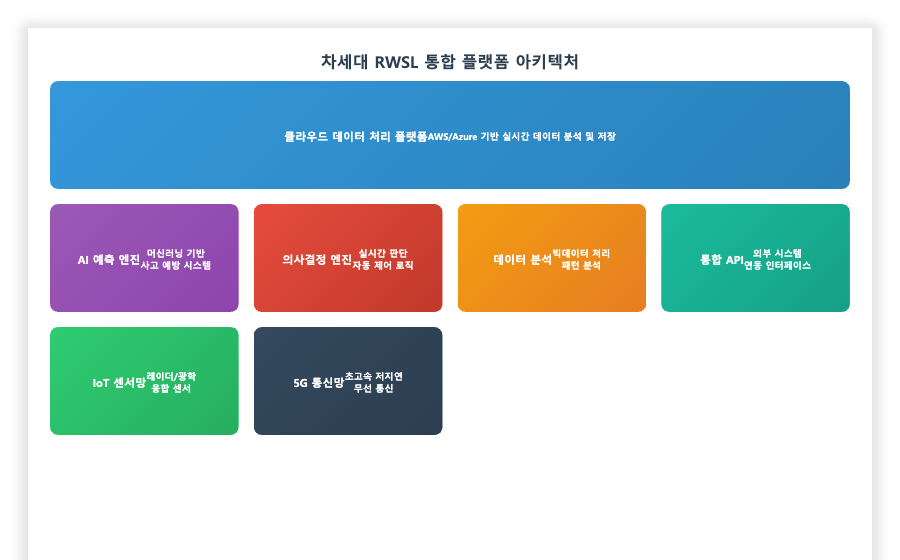 차세대 RWSL 통합 플랫폼 아키텍처
클라우드 데이터 처리 플랫폼AWS/Azure 기반 실시간 데이터 분석 및 저장
AI 예측 엔진
머신러닝 기반
사고 예방 시스템
의사결정 엔진
실시간 판단
자동 제어 로직
데이터 분석
빅데이터 처리
패턴 분석
통합 API
외부 시스템
연동 인터페이스
IoT 센서망
레이더/광학
융합 센서
5G 통신망
초고속 저지연
무선 통신